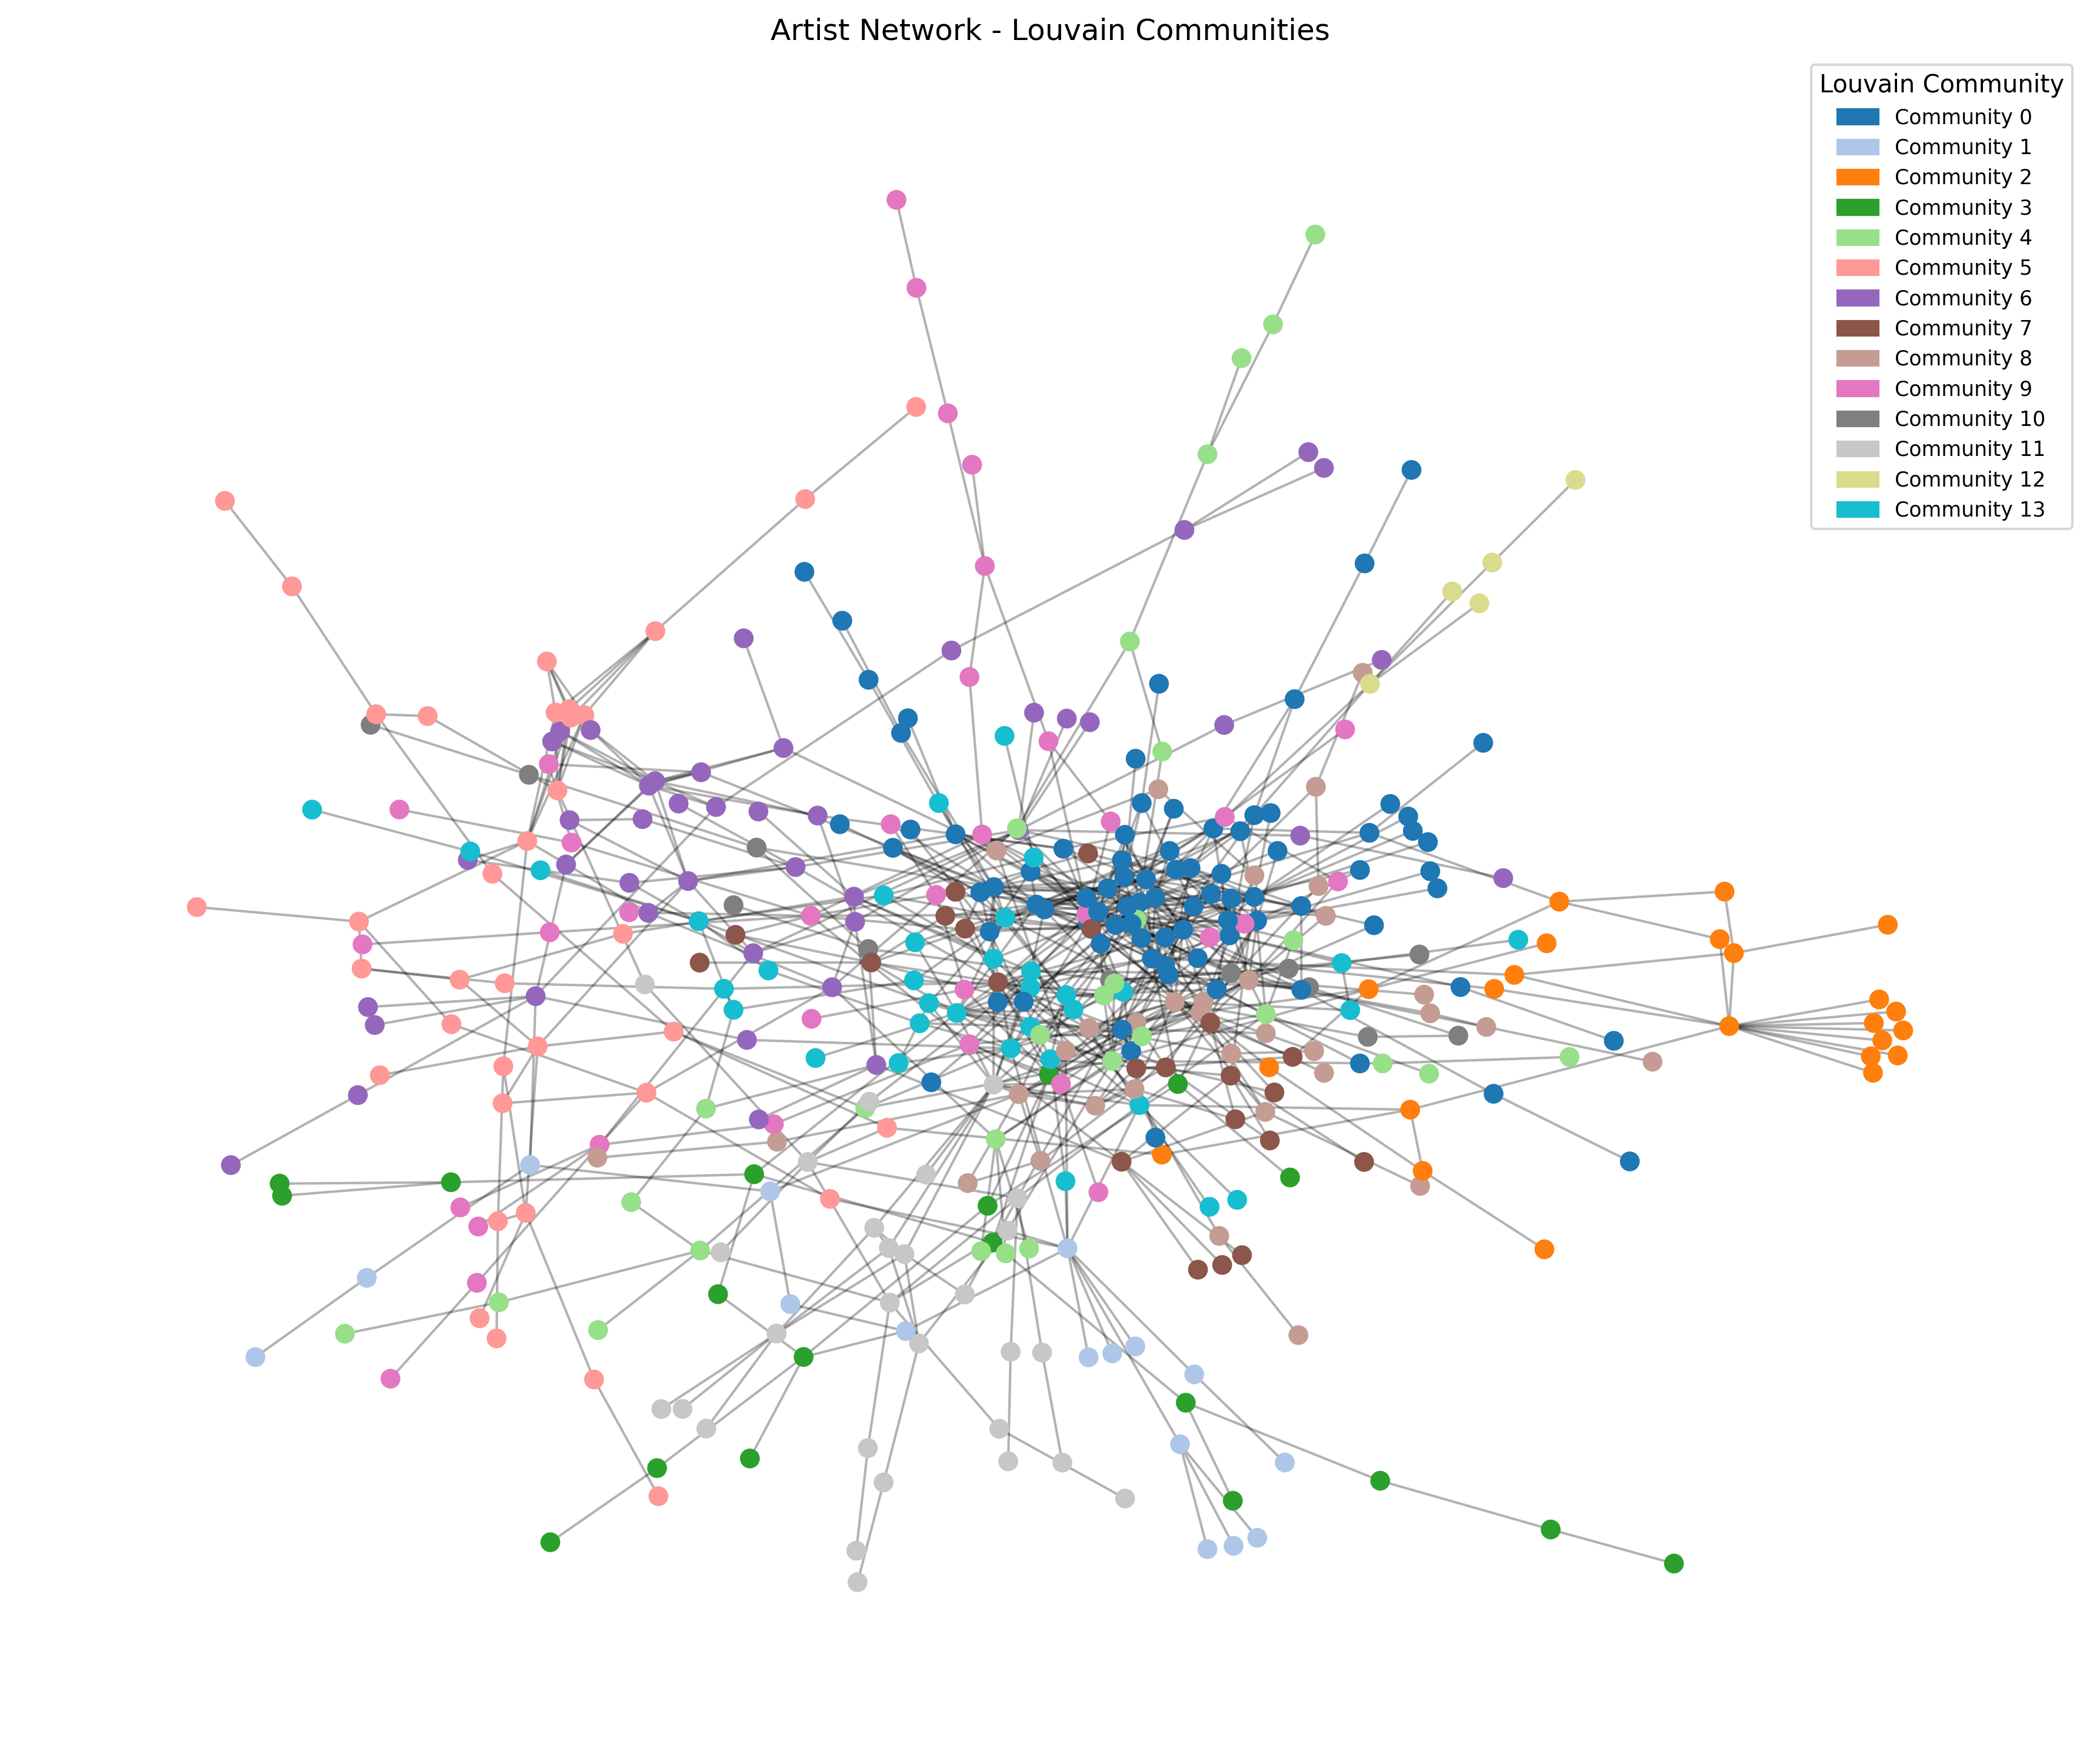 Artist Network - Louvain Communities
Louvain Community
Community 0
Community 1
Community 2
Community 3
Community 4
Community 5
Community 6
Community 7
Community 8
Community 9
Community 10
Community 11
Community 12
Community 13